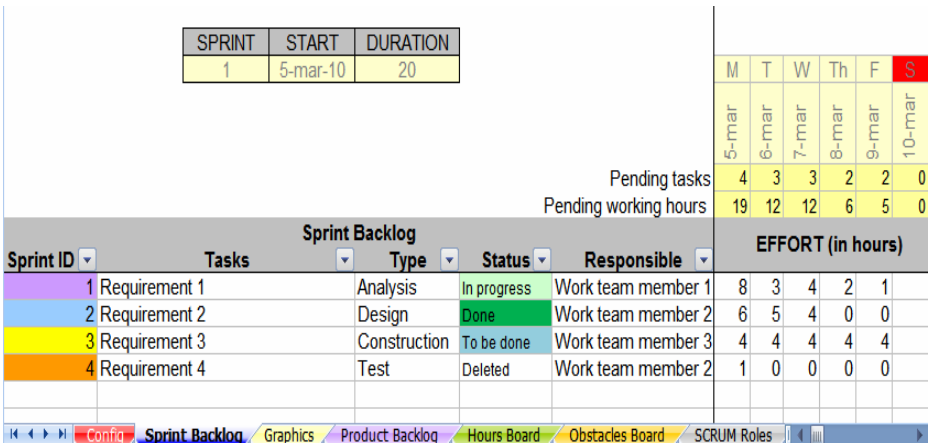 SPRINT START DURATION
1 5-mar-10 20
M T W Th F S
5-mar 6-mar 7-mar 8-mar 9-mar 10-mar
Pending tasks 4 3 3 2 2 0
Pending working hours 19 12 12 6 5 0
Sprint Backlog
EFFORT (in hours)
Sprint ID Tasks Type Status Responsible
1 Requirement 1 Analysis In progress Work team member 1 8 3 4 2 1
2 Requirement 2 Design Done Work team member 2 6 5 4 0 0
3 Requirement 3 Construction To be done Work team member 3 4 4 4 4 4
4 Requirement 4 Test Deleted Work team member 2 1 0 0 0 0
Config Sprint Backlog Graphics Product Backlog Hours Board Obstacles Board SCRUM Roles